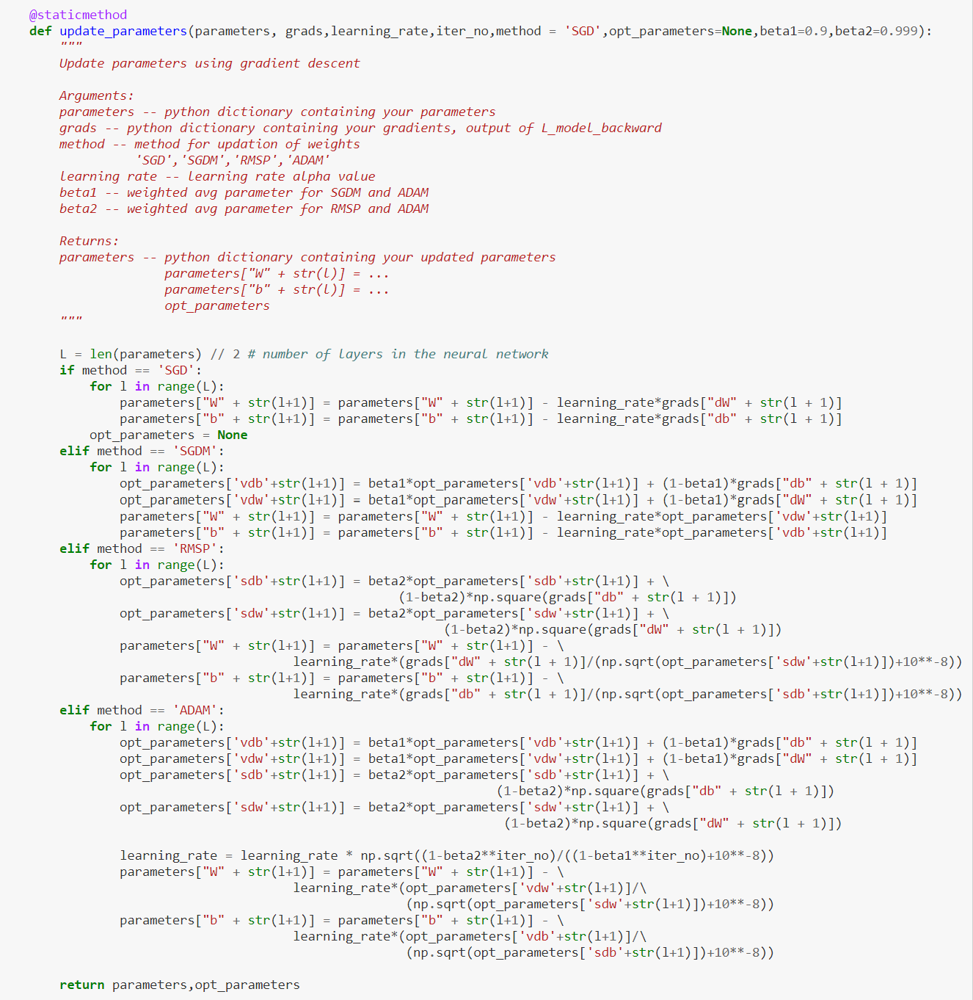 @staticmethod
def update_parameters(parameters, grads,learning_rate,iter_no,method = 'SGD',opt_parameters=None,beta1=0.9,beta2=0.999):
    """
    Update parameters using gradient descent

    Arguments:
    parameters -- python dictionary containing your parameters
    grads -- python dictionary containing your gradients, output of L_model_backward
    method -- method for updation of weights
              'SGD','SGDM','RMSP','ADAM'
    learning rate -- learning rate alpha value
    beta1 -- weighted avg parameter for SGDM and ADAM
    beta2 -- weighted avg parameter for RMSP and ADAM

    Returns:
    parameters -- python dictionary containing your updated parameters
                  parameters["W" + str(l)] = ...
                  parameters["b" + str(l)] = ...
                  opt_parameters
    """

    L = len(parameters) // 2 # number of layers in the neural network
    if method == 'SGD':
        for l in range(L):
            parameters["W" + str(l+1)] = parameters["W" + str(l+1)] - learning_rate*grads["dW" + str(l + 1)]
            parameters["b" + str(l+1)] = parameters["b" + str(l+1)] - learning_rate*grads["db" + str(l + 1)]
        opt_parameters = None
    elif method == 'SGDM':
        for l in range(L):
            opt_parameters['vdb'+str(l+1)] = beta1*opt_parameters['vdb'+str(l+1)] + (1-beta1)*grads["db" + str(l + 1)]
            opt_parameters['vdw'+str(l+1)] = beta1*opt_parameters['vdw'+str(l+1)] + (1-beta1)*grads["dW" + str(l + 1)]
            parameters["W" + str(l+1)] = parameters["W" + str(l+1)] - learning_rate*opt_parameters['vdw'+str(l+1)]
            parameters["b" + str(l+1)] = parameters["b" + str(l+1)] - learning_rate*opt_parameters['vdb'+str(l+1)]
    elif method == 'RMSP':
        for l in range(L):
            opt_parameters['sdb'+str(l+1)] = beta2*opt_parameters['sdb'+str(l+1)] + \
                                                 (1-beta2)*np.square(grads["db" + str(l + 1)])
            opt_parameters['sdw'+str(l+1)] = beta2*opt_parameters['sdw'+str(l+1)] + \
                                                       (1-beta2)*np.square(grads["dW" + str(l + 1)])
            parameters["W" + str(l+1)] = parameters["W" + str(l+1)] - \
                                   learning_rate*(grads["dW" + str(l + 1)]/(np.sqrt(opt_parameters['sdw'+str(l+1)])+10**-8))
            parameters["b" + str(l+1)] = parameters["b" + str(l+1)] - \
                                   learning_rate*(grads["db" + str(l + 1)]/(np.sqrt(opt_parameters['sdb'+str(l+1)])+10**-8))
    elif method == 'ADAM':
        for l in range(L):
            opt_parameters['vdb'+str(l+1)] = beta1*opt_parameters['vdb'+str(l+1)] + (1-beta1)*grads["db" + str(l + 1)]
            opt_parameters['vdw'+str(l+1)] = beta1*opt_parameters['vdw'+str(l+1)] + (1-beta1)*grads["dW" + str(l + 1)]
            opt_parameters['sdb'+str(l+1)] = beta2*opt_parameters['sdb'+str(l+1)] + \
                                                              (1-beta2)*np.square(grads["db" + str(l + 1)])
            opt_parameters['sdw'+str(l+1)] = beta2*opt_parameters['sdw'+str(l+1)] + \
                                                               (1-beta2)*np.square(grads["dW" + str(l + 1)])

            learning_rate = learning_rate * np.sqrt((1-beta2**iter_no)/((1-beta1**iter_no)+10**-8))
            parameters["W" + str(l+1)] = parameters["W" + str(l+1)] - \
                                   learning_rate*(opt_parameters['vdw'+str(l+1)]/\
                                                  (np.sqrt(opt_parameters['sdw'+str(l+1)])+10**-8))
            parameters["b" + str(l+1)] = parameters["b" + str(l+1)] - \
                                   learning_rate*(opt_parameters['vdb'+str(l+1)]/\
                                                  (np.sqrt(opt_parameters['sdb'+str(l+1)])+10**-8))

    return parameters,opt_parameters